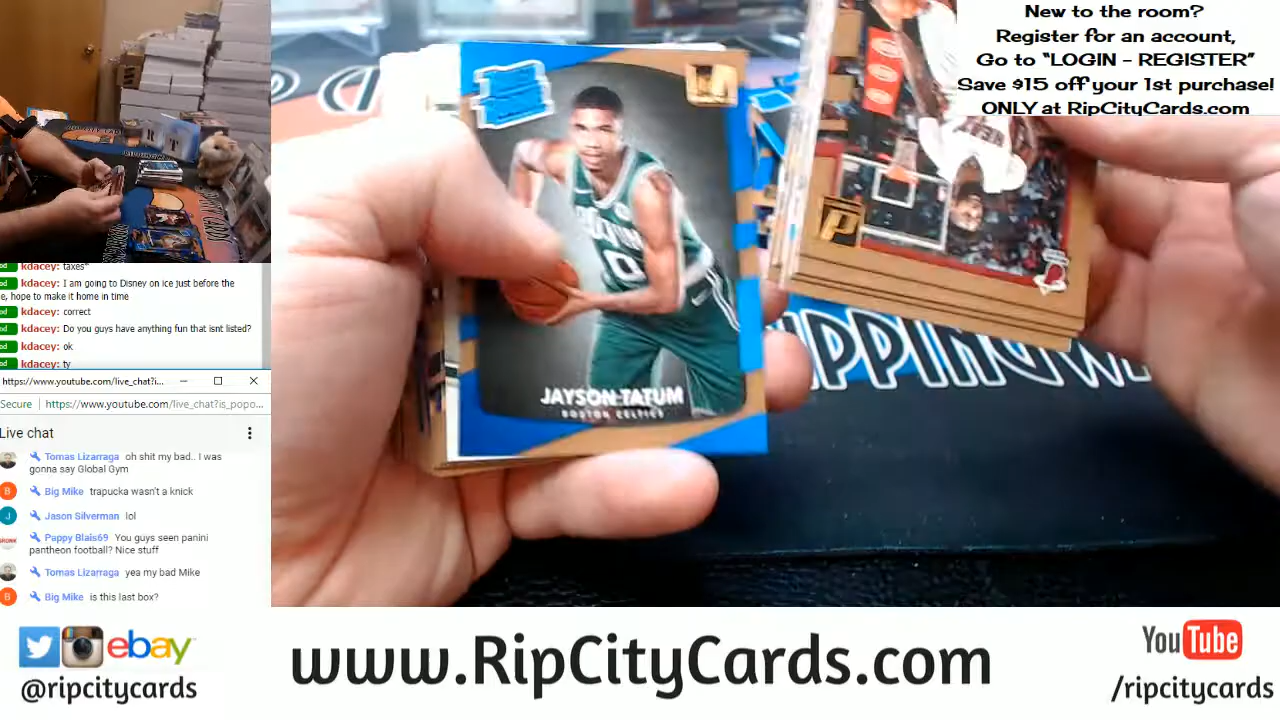 New to the room?
Register for an account,
Go to “LOGIN - REGISTER”
Save $15 off your 1st purchase!
ONLY at RipCityCards.com
kdacey: taxes*
kdacey: I am going to Disney on ice just before the
e, hope to make it home in time
kdacey: correct
kdacey: Do you guys have anything fun that isnt listed?
kdacey: ok
kdacey: ty
https://www.youtube.com/live_chat?i...
Secure https://www.youtube.com/live_chat?is_popo...
Live chat
Tomas Lizarraga oh shit my bad.. I was
gonna say Global Gym
B Big Mike trapucka wasn't a knick
J Jason Silverman lol
Pappy Blais69 You guys seen panini
pantheon football? Nice stuff
Tomas Lizarraga yea my bad Mike
B Big Mike is this last box?
0
JAYSON TATUM
BOSTON CELTICS
ebay
@ripcitycards
www.RipCityCards.com
YouTube
/ripcitycards